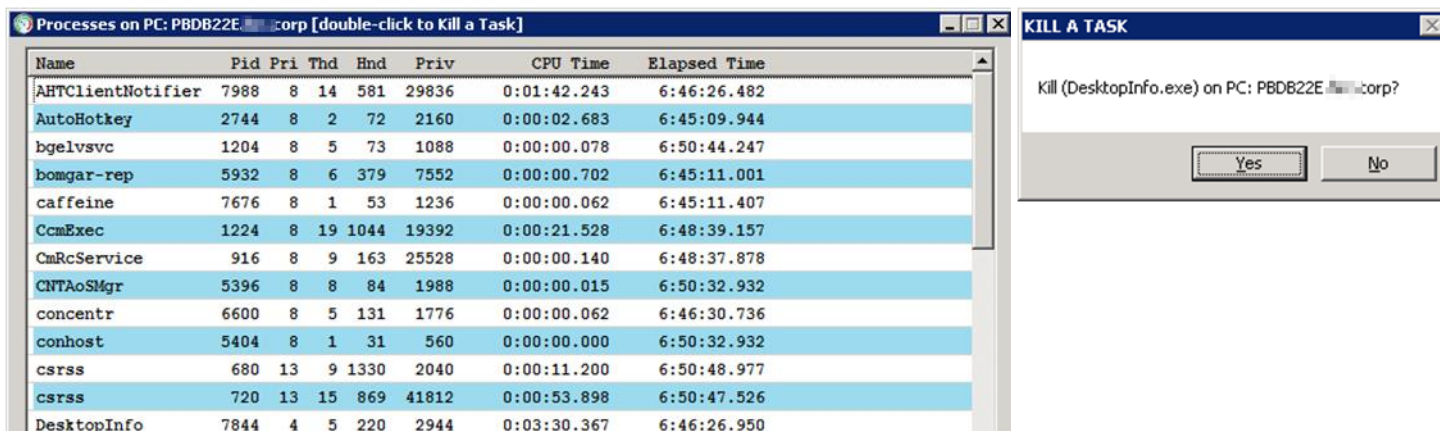 Processes on PC: PBDB22E. corp [double-click to Kill a Task]
Name Pid Pri Thd Hnd Priv CPU Time Elapsed Time
AHTClientNotifier 7988 8 14 581 29836 0:01:42.243 6:46:26.482
AutoHotkey 2744 8 2 72 2160 0:00:02.683 6:45:09.944
bgelvsvc 1204 8 5 73 1088 0:00:00.078 6:50:44.247
bomgar-rep 5932 8 6 379 7552 0:00:00.702 6:45:11.001
caffeine 7676 8 1 53 1236 0:00:00.062 6:45:11.407
CcmExec 1224 8 19 1044 19392 0:00:21.528 6:48:39.157
CmRcService 916 8 9 163 25528 0:00:00.140 6:48:37.878
CNTAoSMgr 5396 8 8 84 1988 0:00:00.015 6:50:32.932
concentr 6600 8 5 131 1776 0:00:00.062 6:46:30.736
conhost 5404 8 1 31 560 0:00:00.000 6:50:32.932
csrss 680 13 9 1330 2040 0:00:11.200 6:50:48.977
csrss 720 13 15 869 41812 0:00:53.898 6:50:47.526
DesktopInfo 7844 4 5 220 2944 0:03:30.367 6:46:26.950
KILL A TASK
Kill (DesktopInfo.exe) on PC: PBDB22E corp?
Yes No